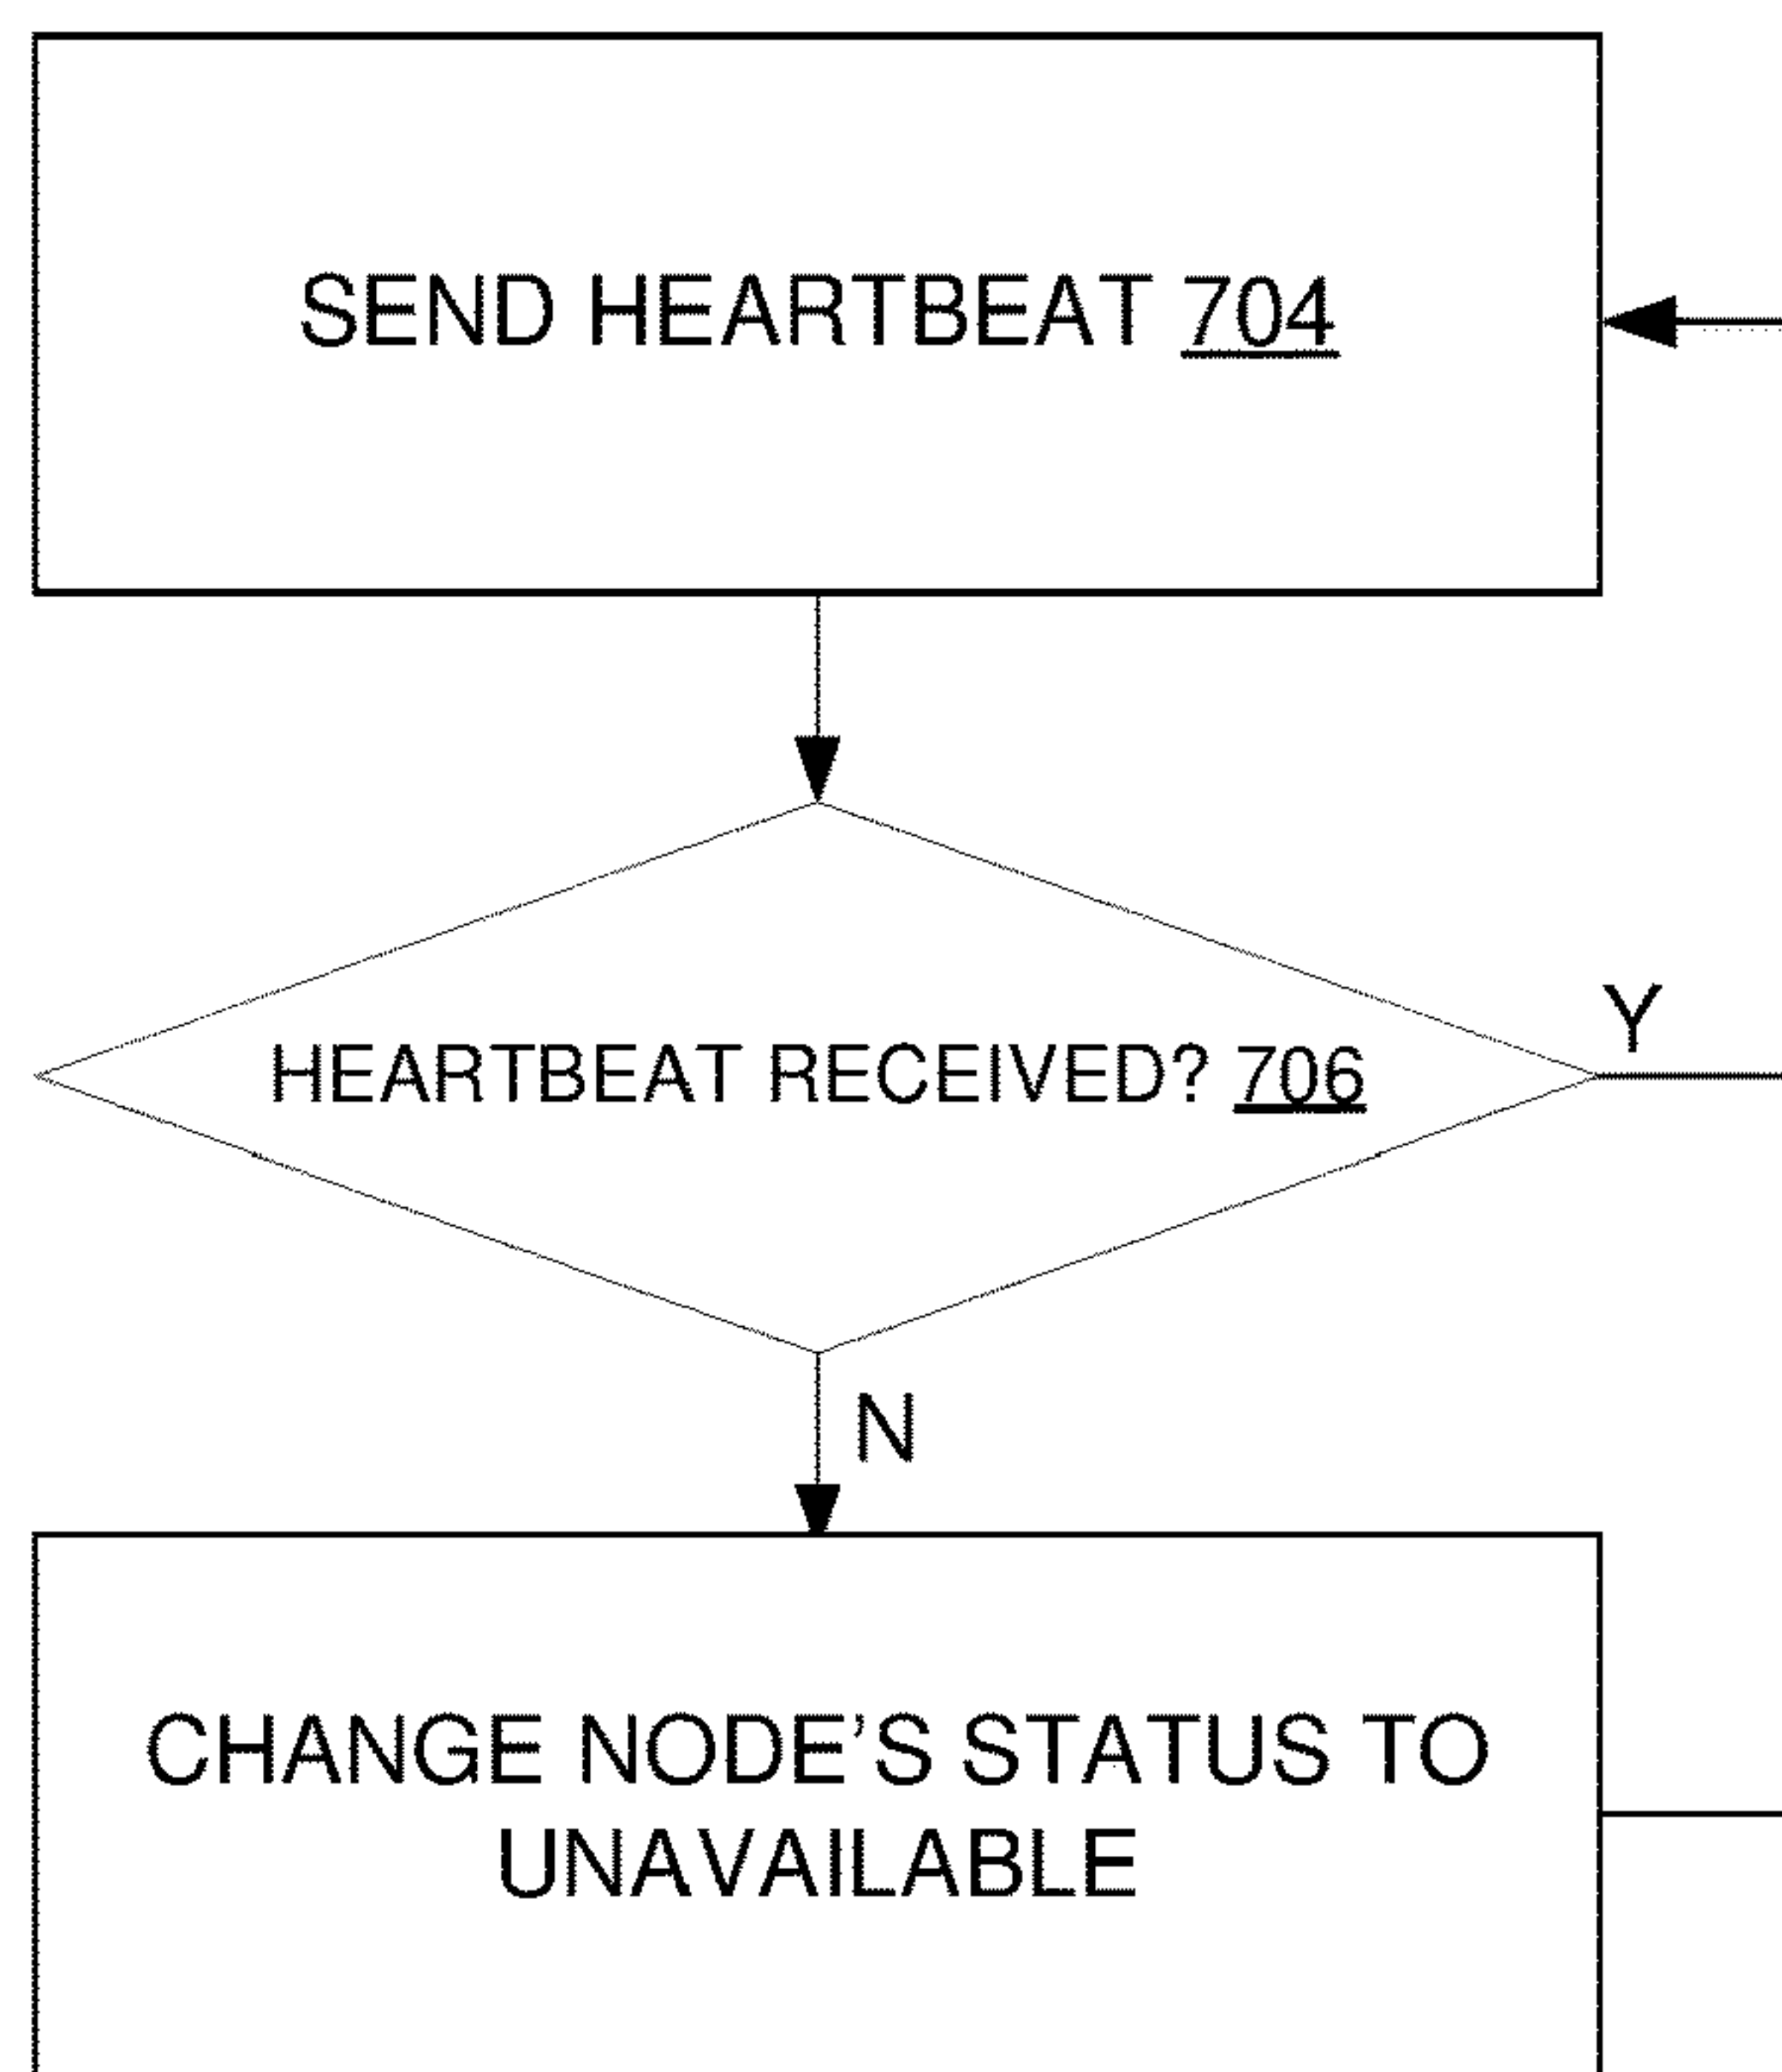 SEND HEARTBEAT 704
HEARTBEAT RECEIVED? 706
Y
N
CHANGE NODE'S STATUS TO
UNAVAILABLE